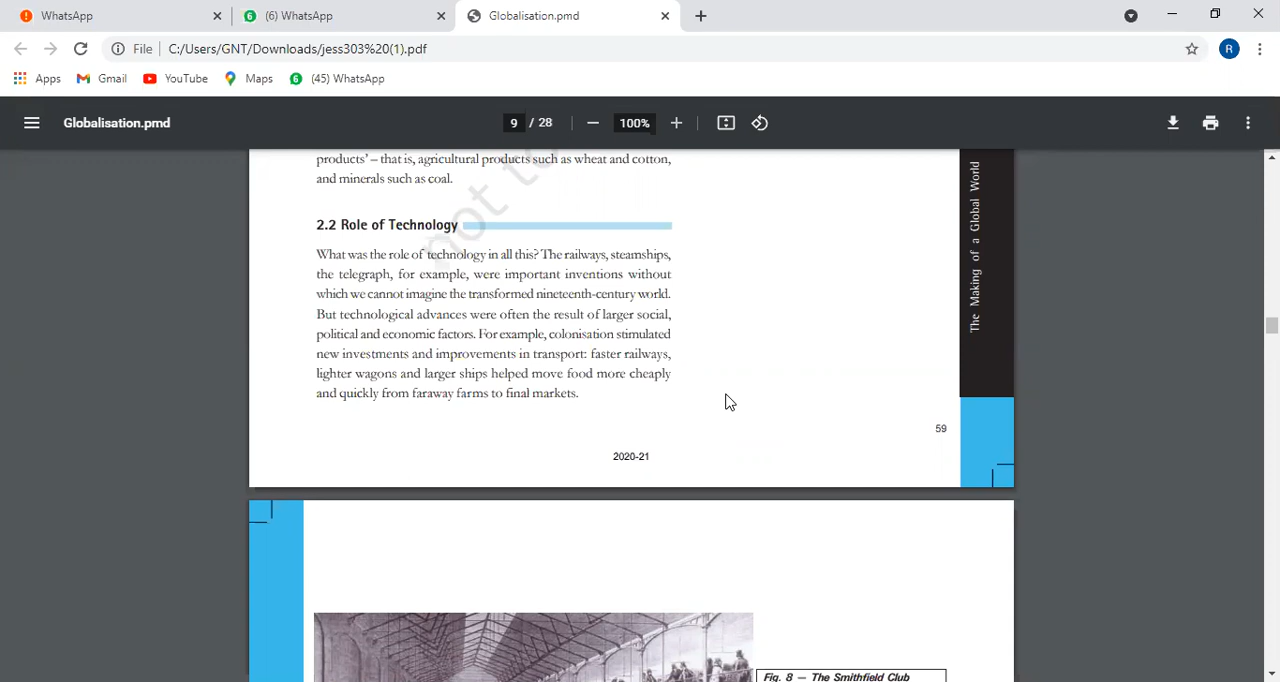 WhatsApp
(6) WhatsApp
Globalisation.pmd
File
C:/Users/GNT/Downloads/jess303%20(1).pdf
R
Apps
Gmail
YouTube
Maps
(45) WhatsApp
Globalisation.pmd
9 / 28
100%
products' – that is, agricultural products such as wheat and cotton,
and minerals such as coal.
not to
2.2 Role of Technology
What was the role of technology in all this? The railways, steamships,
the telegraph, for example, were important inventions without
which we cannot imagine the transformed nineteenth-century world.
But technological advances were often the result of larger social,
political and economic factors. For example, colonisation stimulated
new investments and improvements in transport: faster railways,
lighter wagons and larger ships helped move food more cheaply
and quickly from faraway farms to final markets.
The Making of a Global World
59
2020-21
Fig. 8 – The Smithfield Club